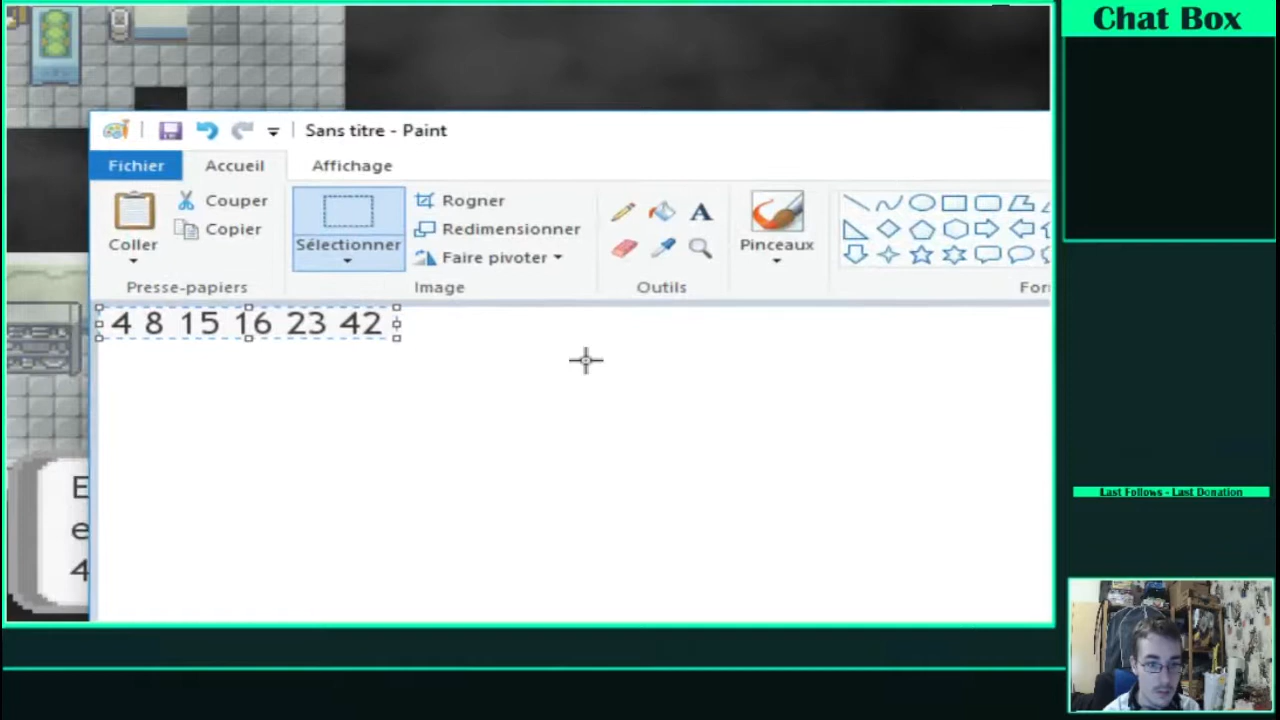 Chat Box
Sans titre - Paint
Fichier Accueil Affichage
Coller
Couper
Copier
Presse-papiers
Sélectionner
Rogner
Redimensionner
Faire pivoter
Image
Outils
Pinceaux
4 8 15 16 23 42
Last Follows - Last Donation